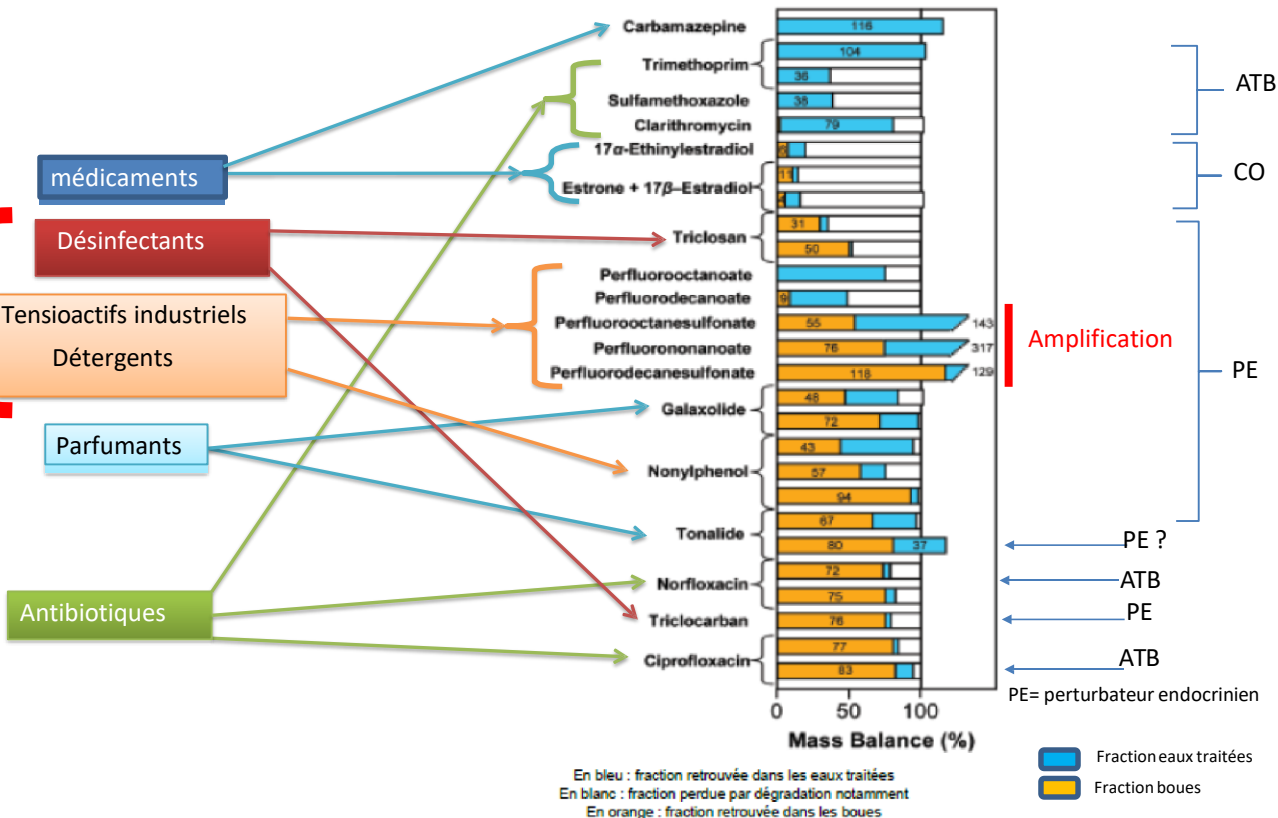 Carbamazepine
116
Trimethoprim
104
36
Sulfamethoxazole
38
Clarithromycin
79
17α-Ethinylestradiol
Estrone + 17β–Estradiol
11
Triclosan
31
50
Perfluorooctanoate
Perfluorodecanoate
9
Perfluorooctanesulfonate
55
143
Perfluorononanoate
76
317
Perfluorodecanesulfonate
118
129
Galaxolide
48
72
Nonylphenol
43
57
94
Tonalide
67
80
37
Norfloxacin
72
75
Triclocarban
76
Ciprofloxacin
77
83
0
50
100
Mass Balance (%)
médicaments
Désinfectants
Tensioactifs industriels
Détergents
Parfumants
Antibiotiques
ATB
CO
Amplification
PE
PE ?
ATB
PE
ATB
PE= perturbateur endocrinien
Fraction eaux traitées
Fraction boues
En bleu : fraction retrouvée dans les eaux traitées
En blanc : fraction perdue par dégradation notamment
En orange : fraction retrouvée dans les boues